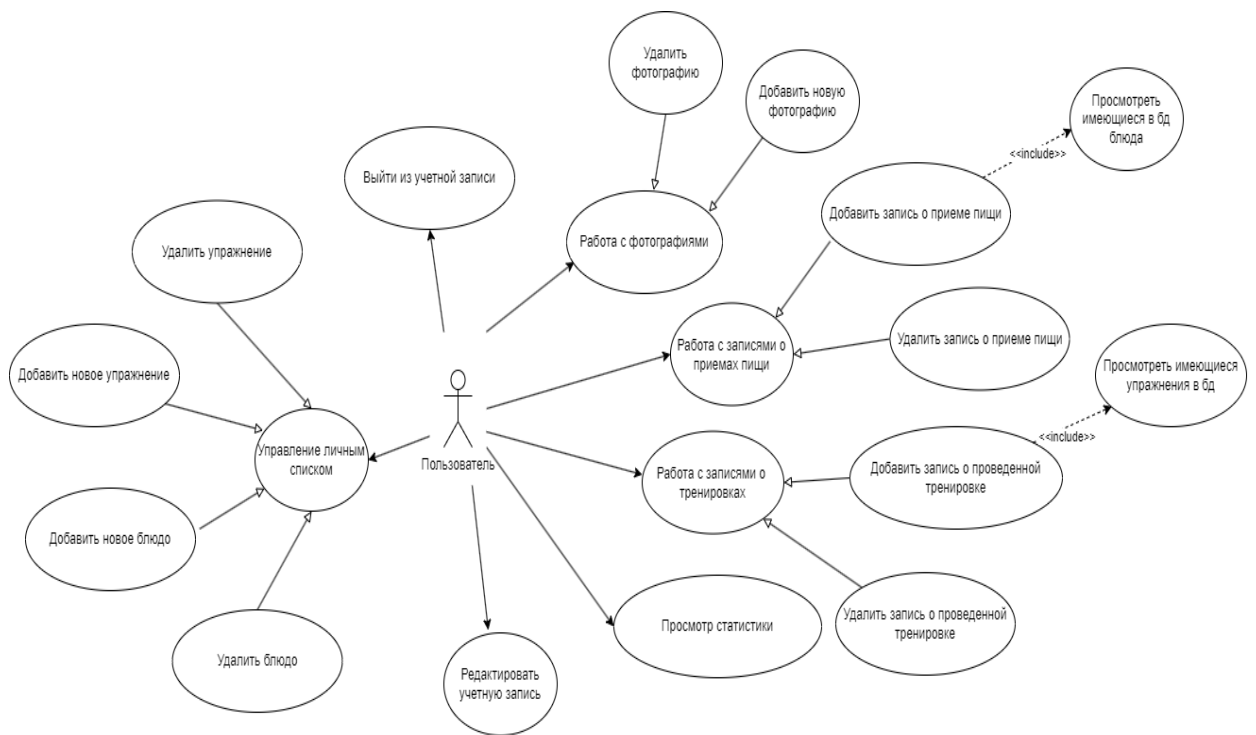 Удалить
фотографию
Добавить новую
фотографию
Просмотреть
имеющиеся в бд
блюда
<<include>>
Выйти из учетной записи
Добавить запись о приеме пищи
Работа с фотографиями
Удалить упражнение
Работа с записями о
приемах пищи
Удалить запись о приеме пищи
Добавить новое упражнение
Просмотреть имеющиеся
упражнения в бд
<<include>>
Управление личным
списком
Пользователь
Работа с записями о
тренировках
Добавить запись о проведенной
тренировке
Добавить новое блюдо
Просмотр статистики
Удалить запись о проведенной
тренировке
Удалить блюдо
Редактировать
учетную запись